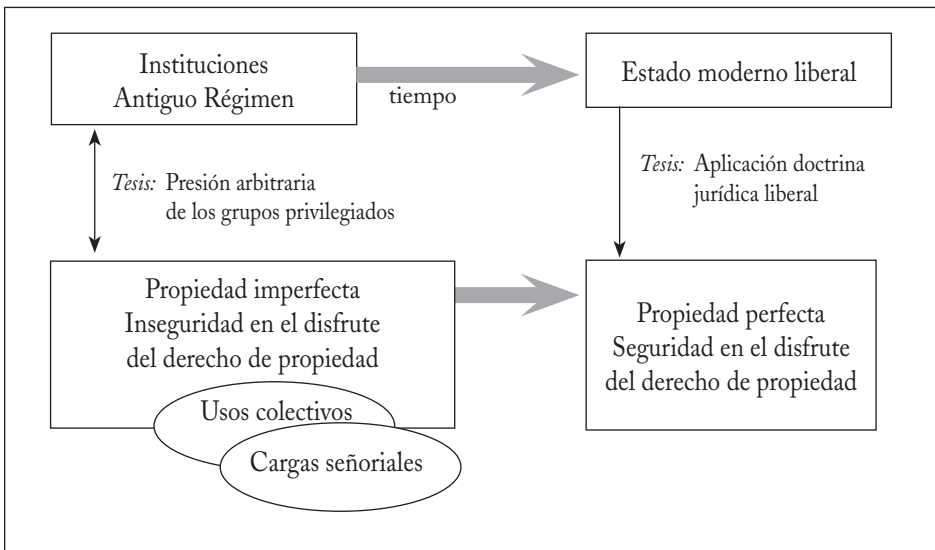 Instituciones
Antiguo Régimen
tiempo
Estado moderno liberal
Tesis: Presión arbitraria
de los grupos privilegiados
Tesis: Aplicación doctrina
jurídica liberal
Propiedad imperfecta
Inseguridad en el disfrute
del derecho de propiedad
Usos colectivos
Cargas señoriales
Propiedad perfecta
Seguridad en el disfrute
del derecho de propiedad